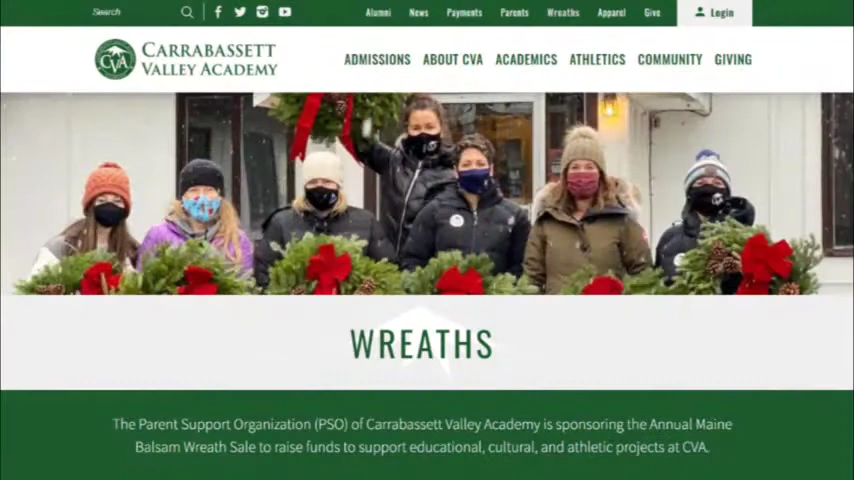 Search
Alumni News Payments Parents Wreaths Apparel Give Login
CVA
CARRABASSETT
VALLEY ACADEMY
ADMISSIONS ABOUT CVA ACADEMICS ATHLETICS COMMUNITY GIVING
WREATHS
The Parent Support Organization (PSO) of Carrabassett Valley Academy is sponsoring the Annual Maine
Balsam Wreath Sale to raise funds to support educational, cultural, and athletic projects at CVA.